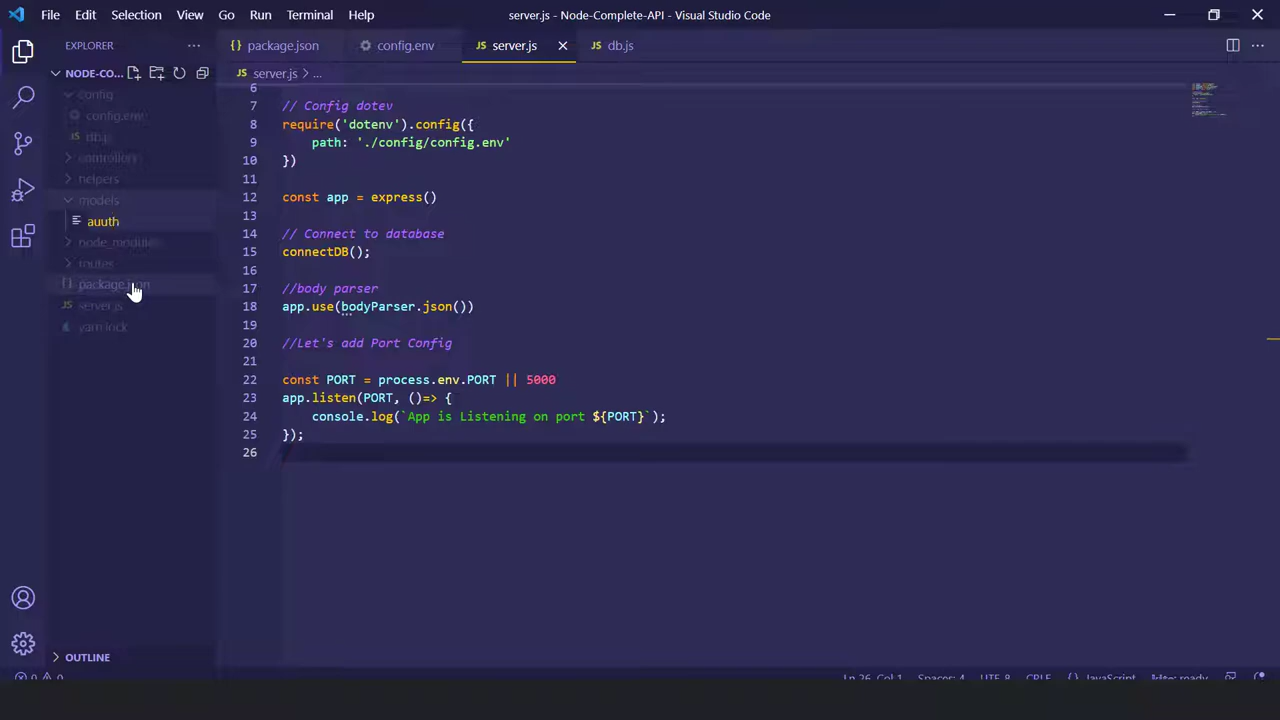 File Edit Selection View Go Run Terminal Help server.js - Node-Complete-API - Visual Studio Code
EXPLORER
package.json config.env JS server.js db.js
NODE-CO...
JS server.js > ...
config
config.env
db.js
controllers
helpers
models
auuth
node_modules
routes
package.json
JS server.js
yarn.lock
6
7 // Config dotev
8 require('dotenv').config({
9 path: './config/config.env'
10 })
11
12 const app = express()
13
14 // Connect to database
15 connectDB();
16
17 //body parser
18 app.use(bodyParser.json())
19
20 //Let's add Port Config
21
22 const PORT = process.env.PORT || 5000
23 app.listen(PORT, ()=> {
24 console.log(`App is Listening on port ${PORT}`);
25 });
26
OUTLINE
0 0 Ln 26, Col 1 Spaces: 4 UTF-8 CRLF JavaScript